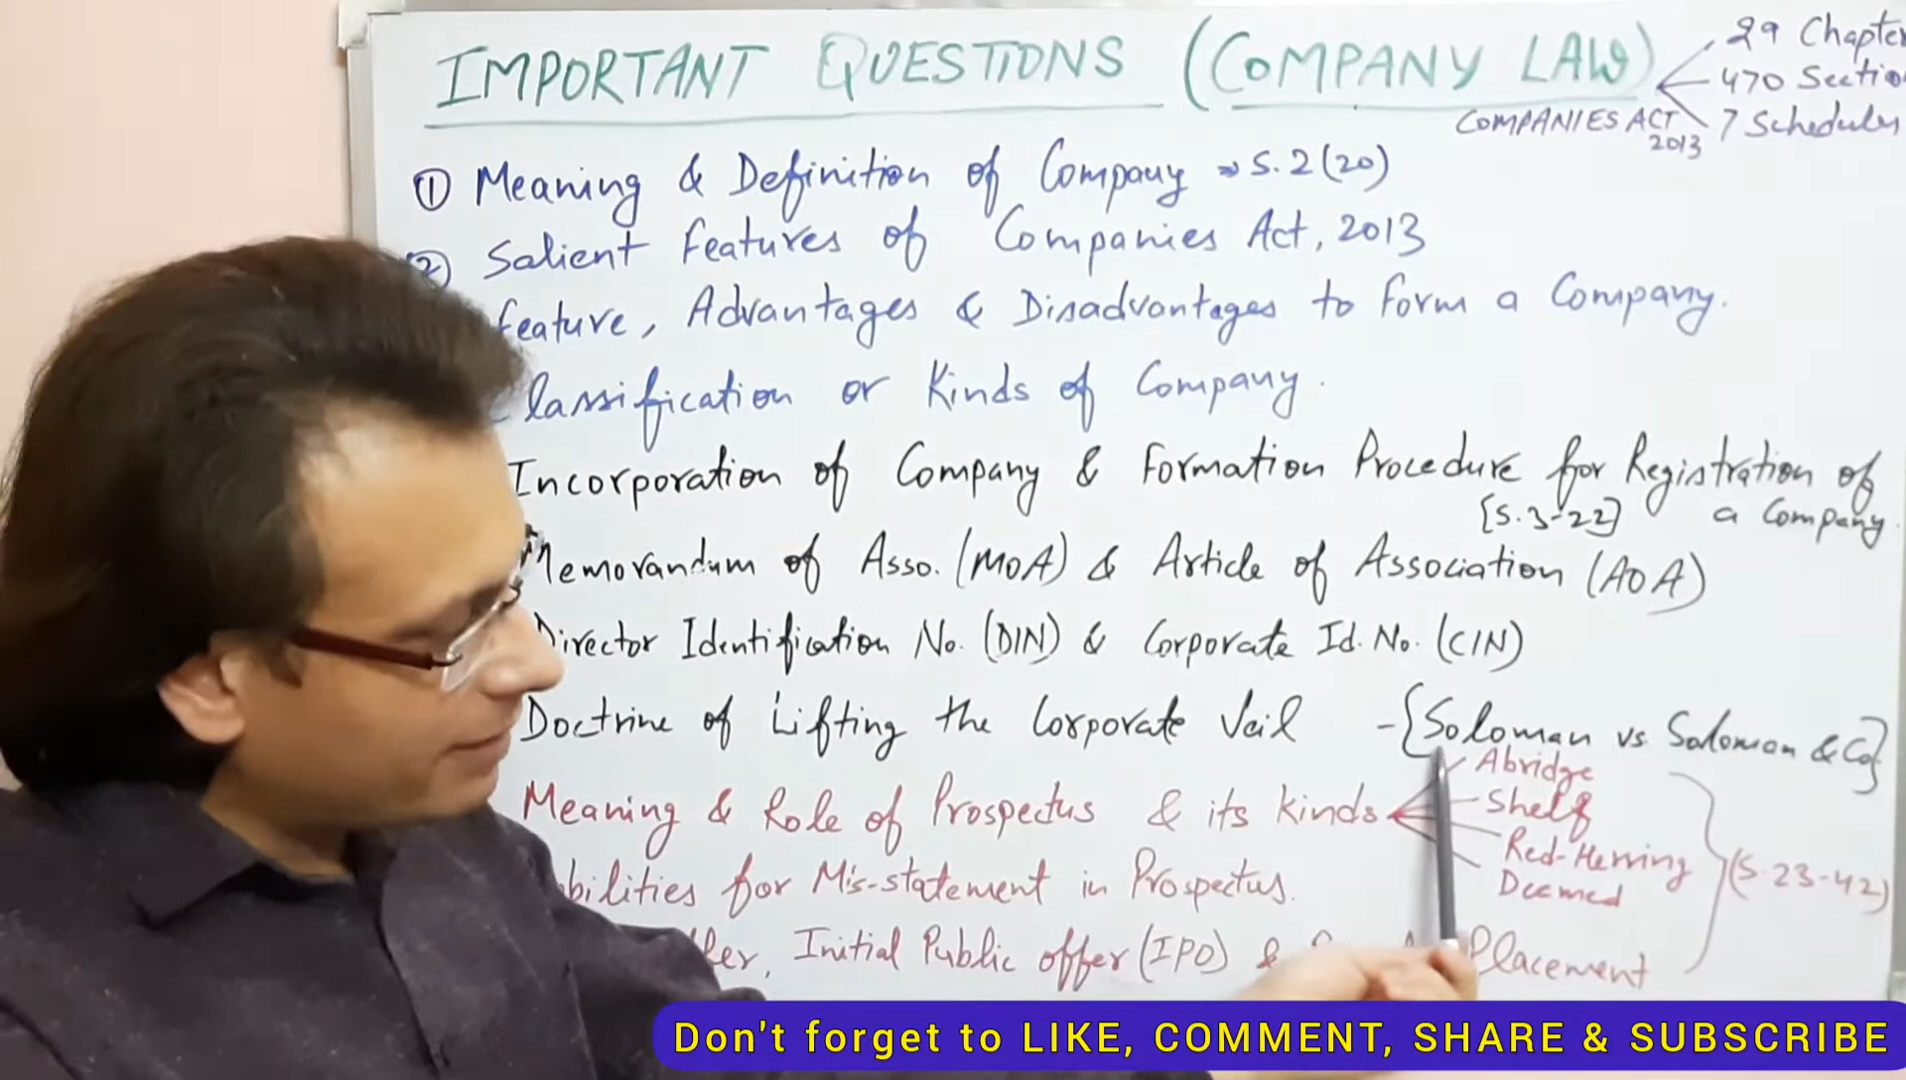 IMPORTANT QUESTIONS (COMPANY LAW)
29 Chapter
470 Sectio
7 Schedules
COMPANIES ACT
2013
① Meaning & Definition of Company → S.2(20)
② Salient Features of Companies Act, 2013
feature, Advantages & Disadvantages to form a Company.
Classification or Kinds of Company.
Incorporation of Company & Formation Procedure for Registration of
[S.3-22] a Company.
Memorandum of Asso. (MOA) & Article of Association (AOA)
Director Identification No. (DIN) & Corporate Id. No. (CIN)
Doctrine of Lifting the Corporate Veil - {Soloman vs Soloman & Co}
Meaning & Role of Prospectus & its kinds
Abridge
Shelf
Red-Herring
Deemed
(S.23-42)
bilities for Mis-statement in Prospectus.
ffer, Initial Public offer (IPO) & Placement
Don't forget to LIKE, COMMENT, SHARE & SUBSCRIBE